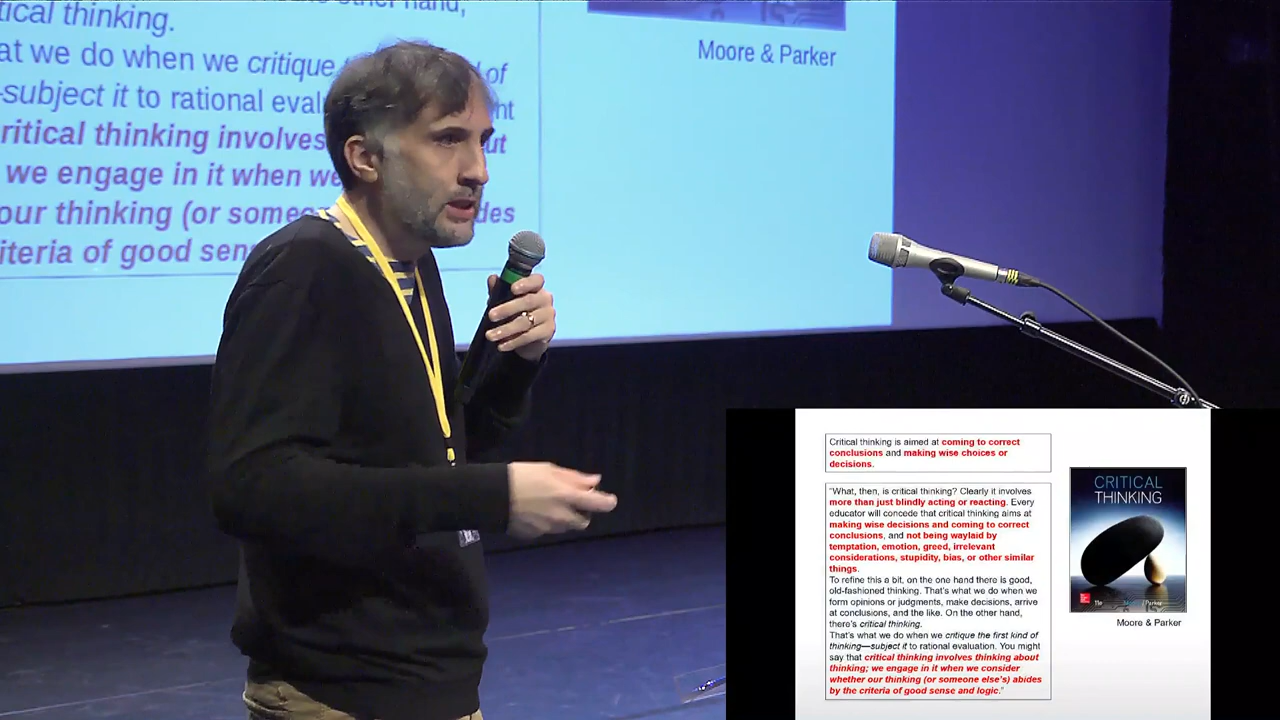 tical thinking.
other hand,
at we do when we critique
of
—subject it to rational eval
ht
ritical thinking involves
ut
we engage in it when we
our thinking (or some
des
iteria of good sen
Moore & Parker
Critical thinking is aimed at coming to correct
conclusions and making wise choices or
decisions.
"What, then, is critical thinking? Clearly it involves
more than just blindly acting or reacting. Every
educator will concede that critical thinking aims at
making wise decisions and coming to correct
conclusions, and not being waylaid by
temptation, emotion, greed, irrelevant
considerations, stupidity, bias, or other similar
things.
To refine this a bit, on the one hand there is good,
old-fashioned thinking. That's what we do when we
form opinions or judgments, make decisions, arrive
at conclusions, and the like. On the other hand,
there's critical thinking.
That's what we do when we critique the first kind of
thinking—subject it to rational evaluation. You might
say that critical thinking involves thinking about
thinking; we engage in it when we consider
whether our thinking (or someone else's) abides
by the criteria of good sense and logic."
CRITICAL
THINKING
11e
Moore / Parker
Moore & Parker